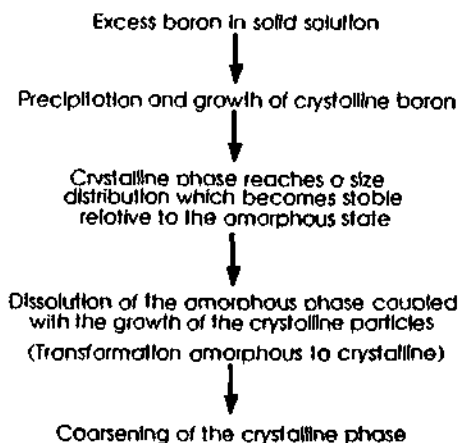 Excess boron in solid solution
Precipitation and growth of crystalline boron
Crystalline phase reaches a size
distribution which becomes stable
relative to the amorphous state
Dissolution of the amorphous phase coupled
with the growth of the crystalline particles
(Transformation amorphous to crystalline)
Coarsening of the crystalline phase